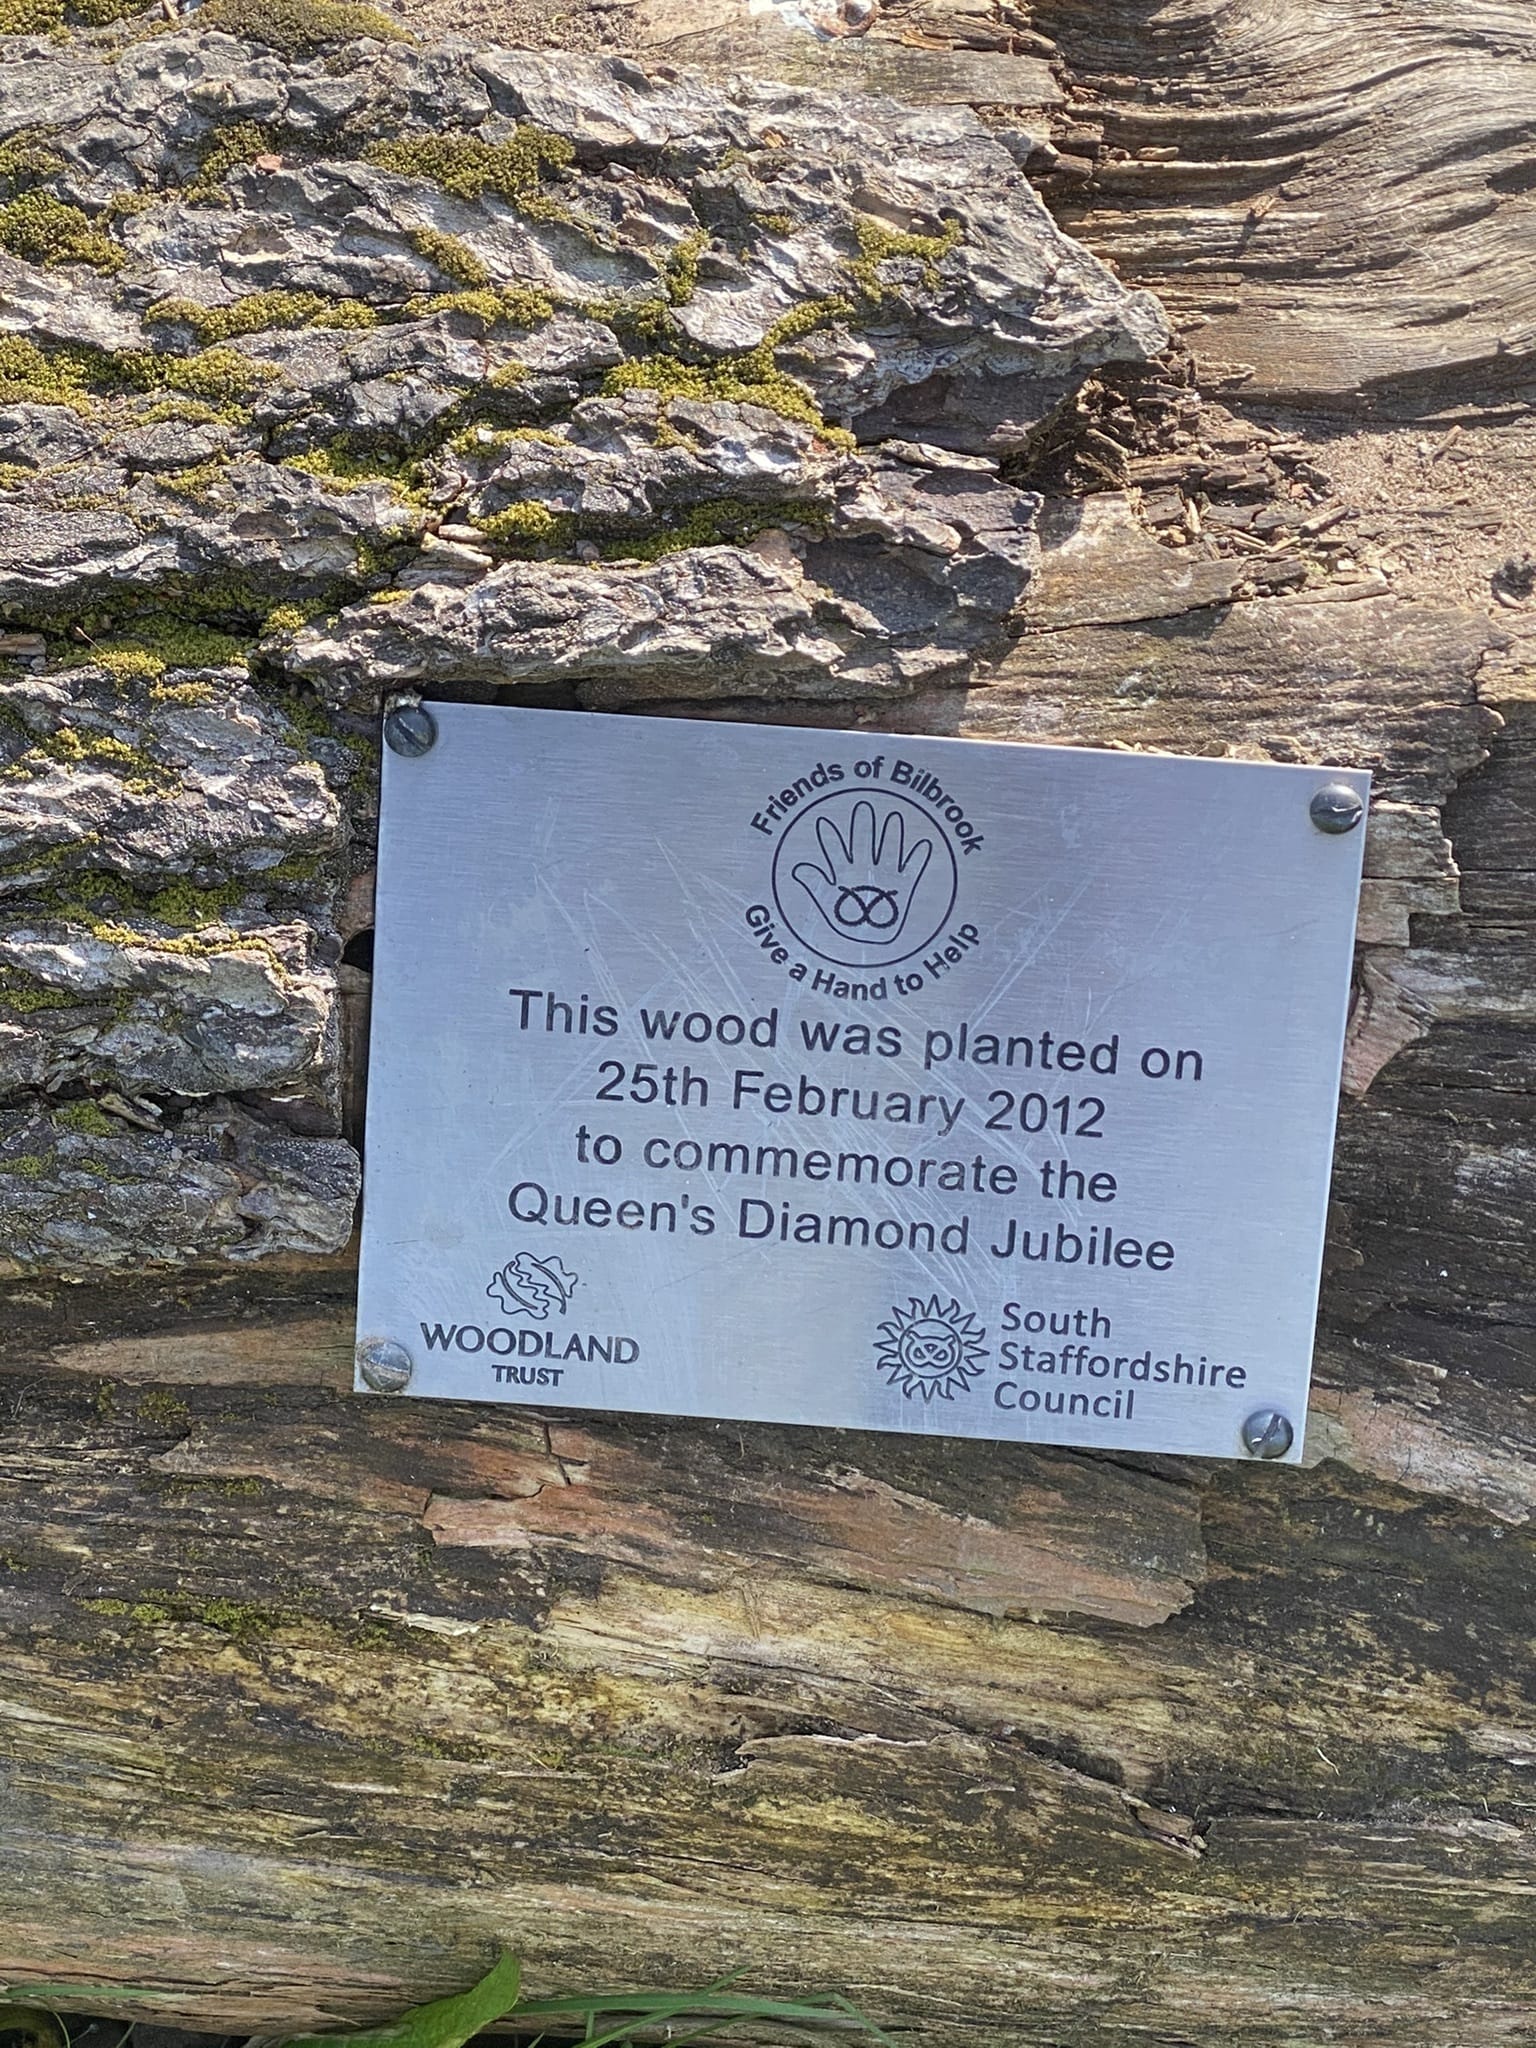 Friends of Bilbrook
Give a Hand to Help
This wood was planted on
25th February 2012
to commemorate the
Queen's Diamond Jubilee
WOODLAND
TRUST
South
Staffordshire
Council